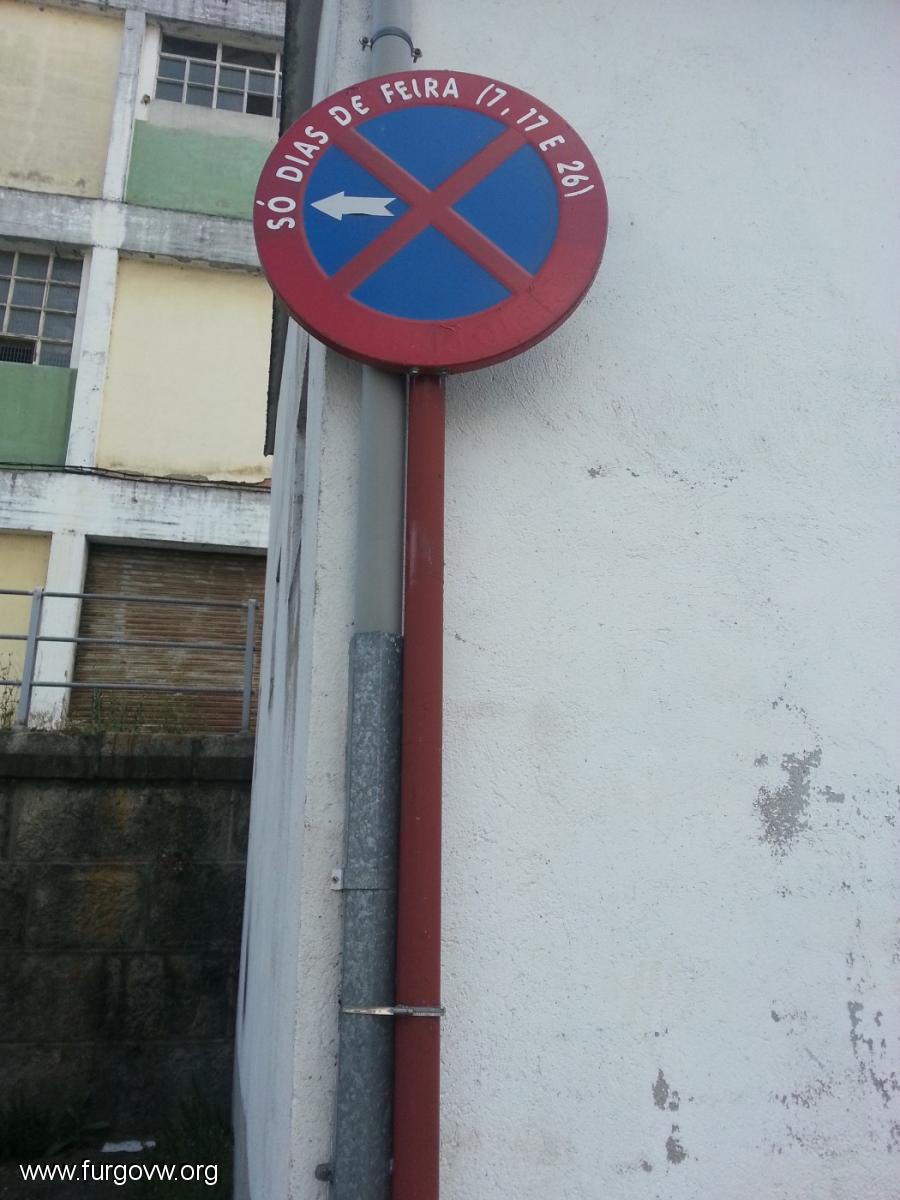 SÓ DIAS DE FEIRA (7, 17 E 26)
www.furgovw.org